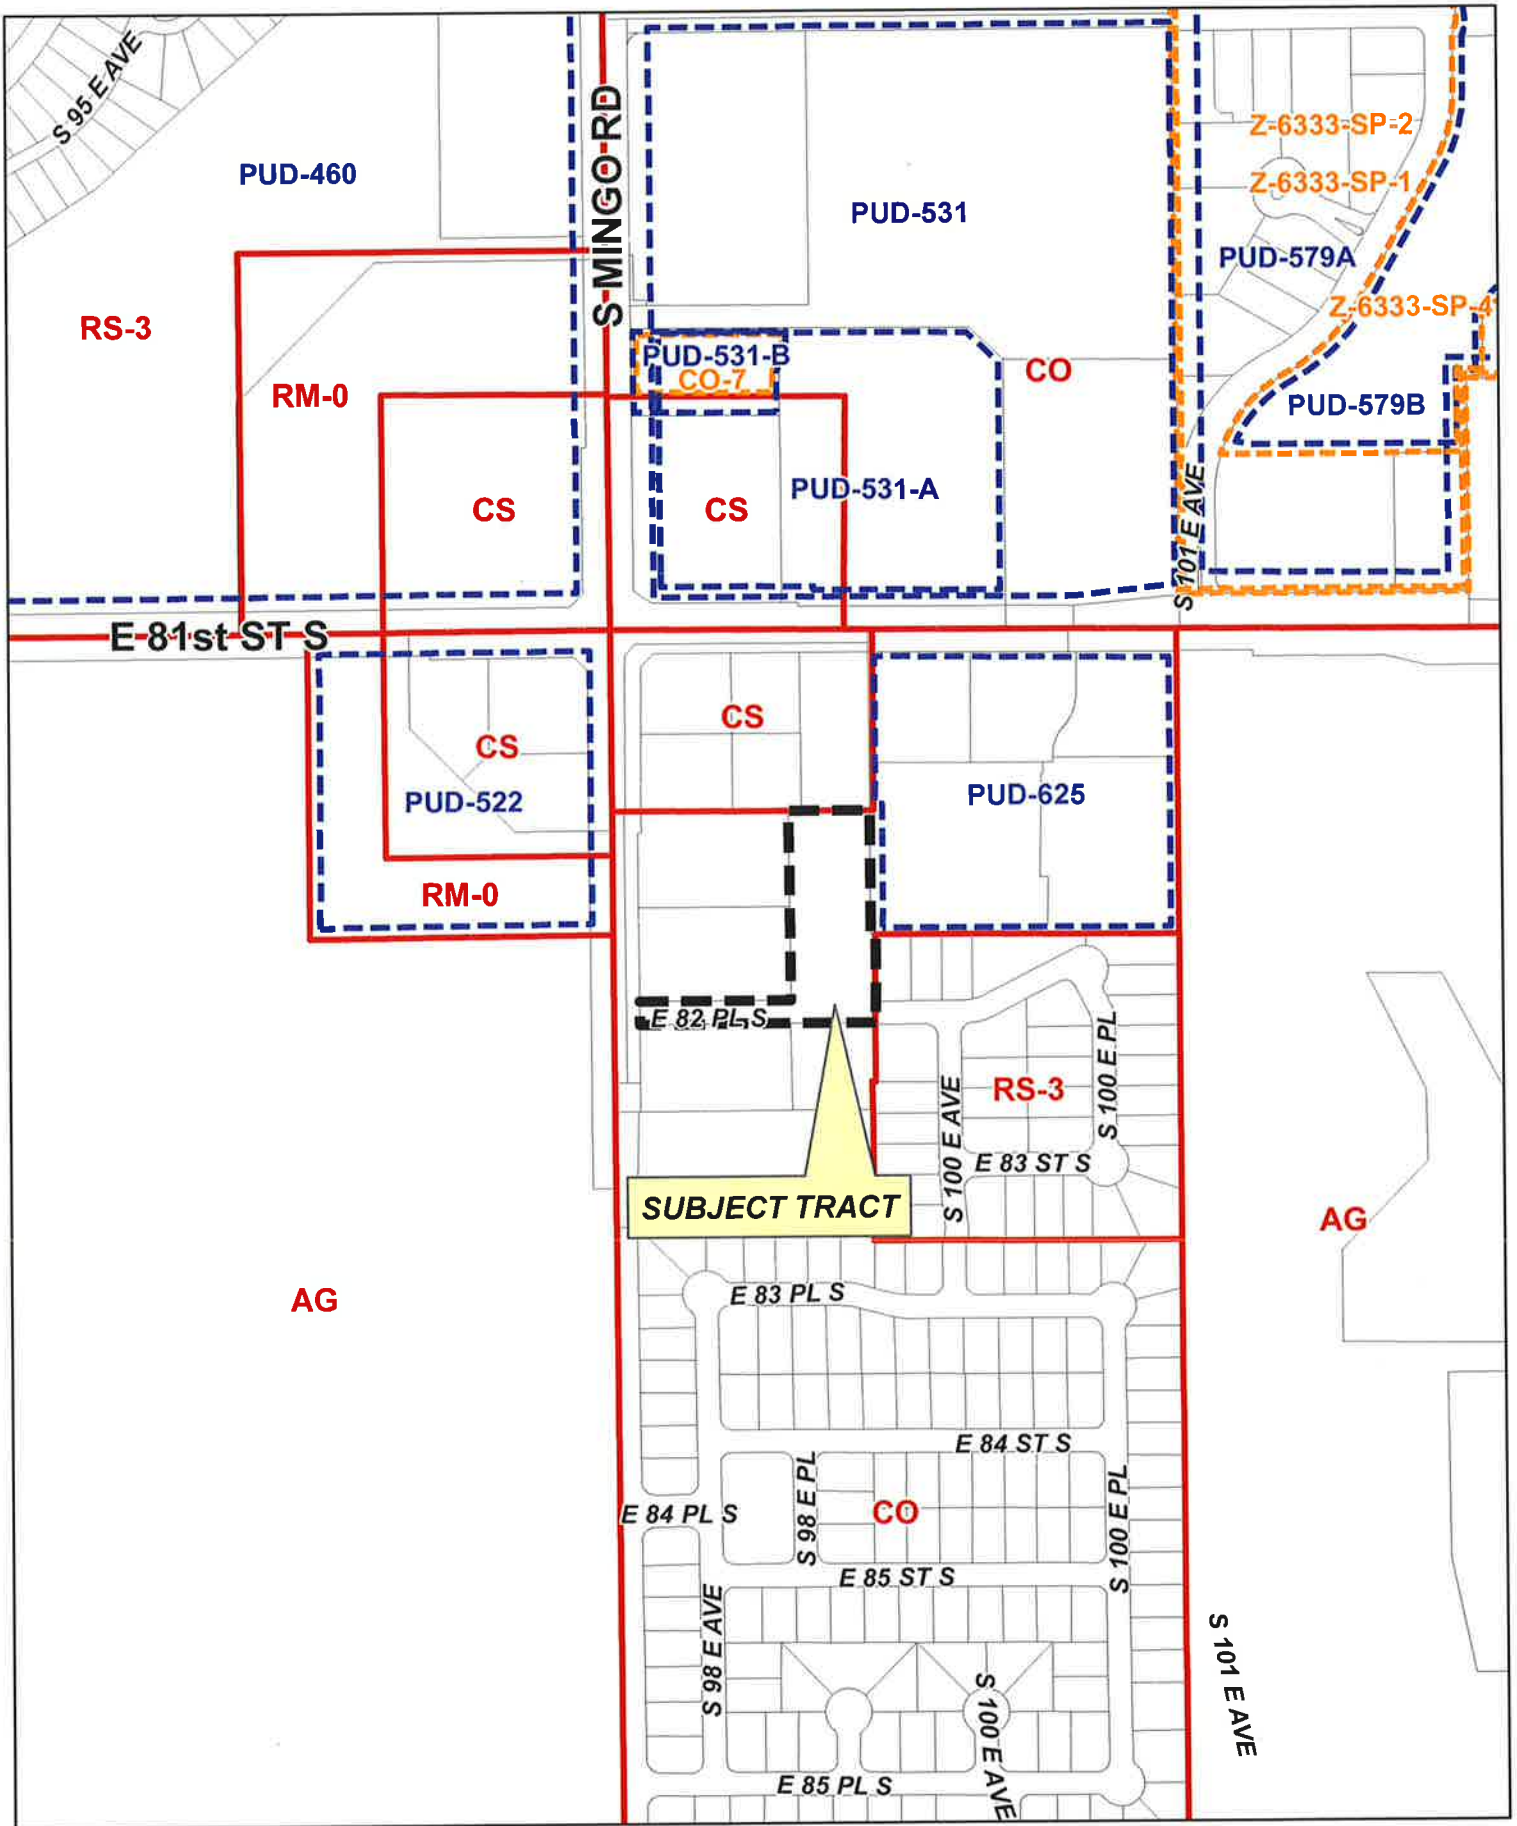 S 95 E AVE
S MINGO RD
Z-6333-SP-2
PUD-460
Z-6333-SP-1
PUD-531
PUD-579A
Z-6333-SP-4
RS-3
PUD-531-B
CO
CO-7
RM-0
PUD-579B
PUD-531-A
CS
CS
S 101 E AVE
E 81st ST S
CS
CS
PUD-625
PUD-522
RM-0
E 82 PL S
RS-3
S 100 E PL
S 100 E AVE
E 83 ST S
SUBJECT TRACT
AG
AG
E 83 PL S
E 84 ST S
S 98 E PL
CO
E 84 PL S
S 100 E PL
E 85 ST S
S 98 E AVE
S 101 E AVE
S 100 E AVE
E 85 PL S